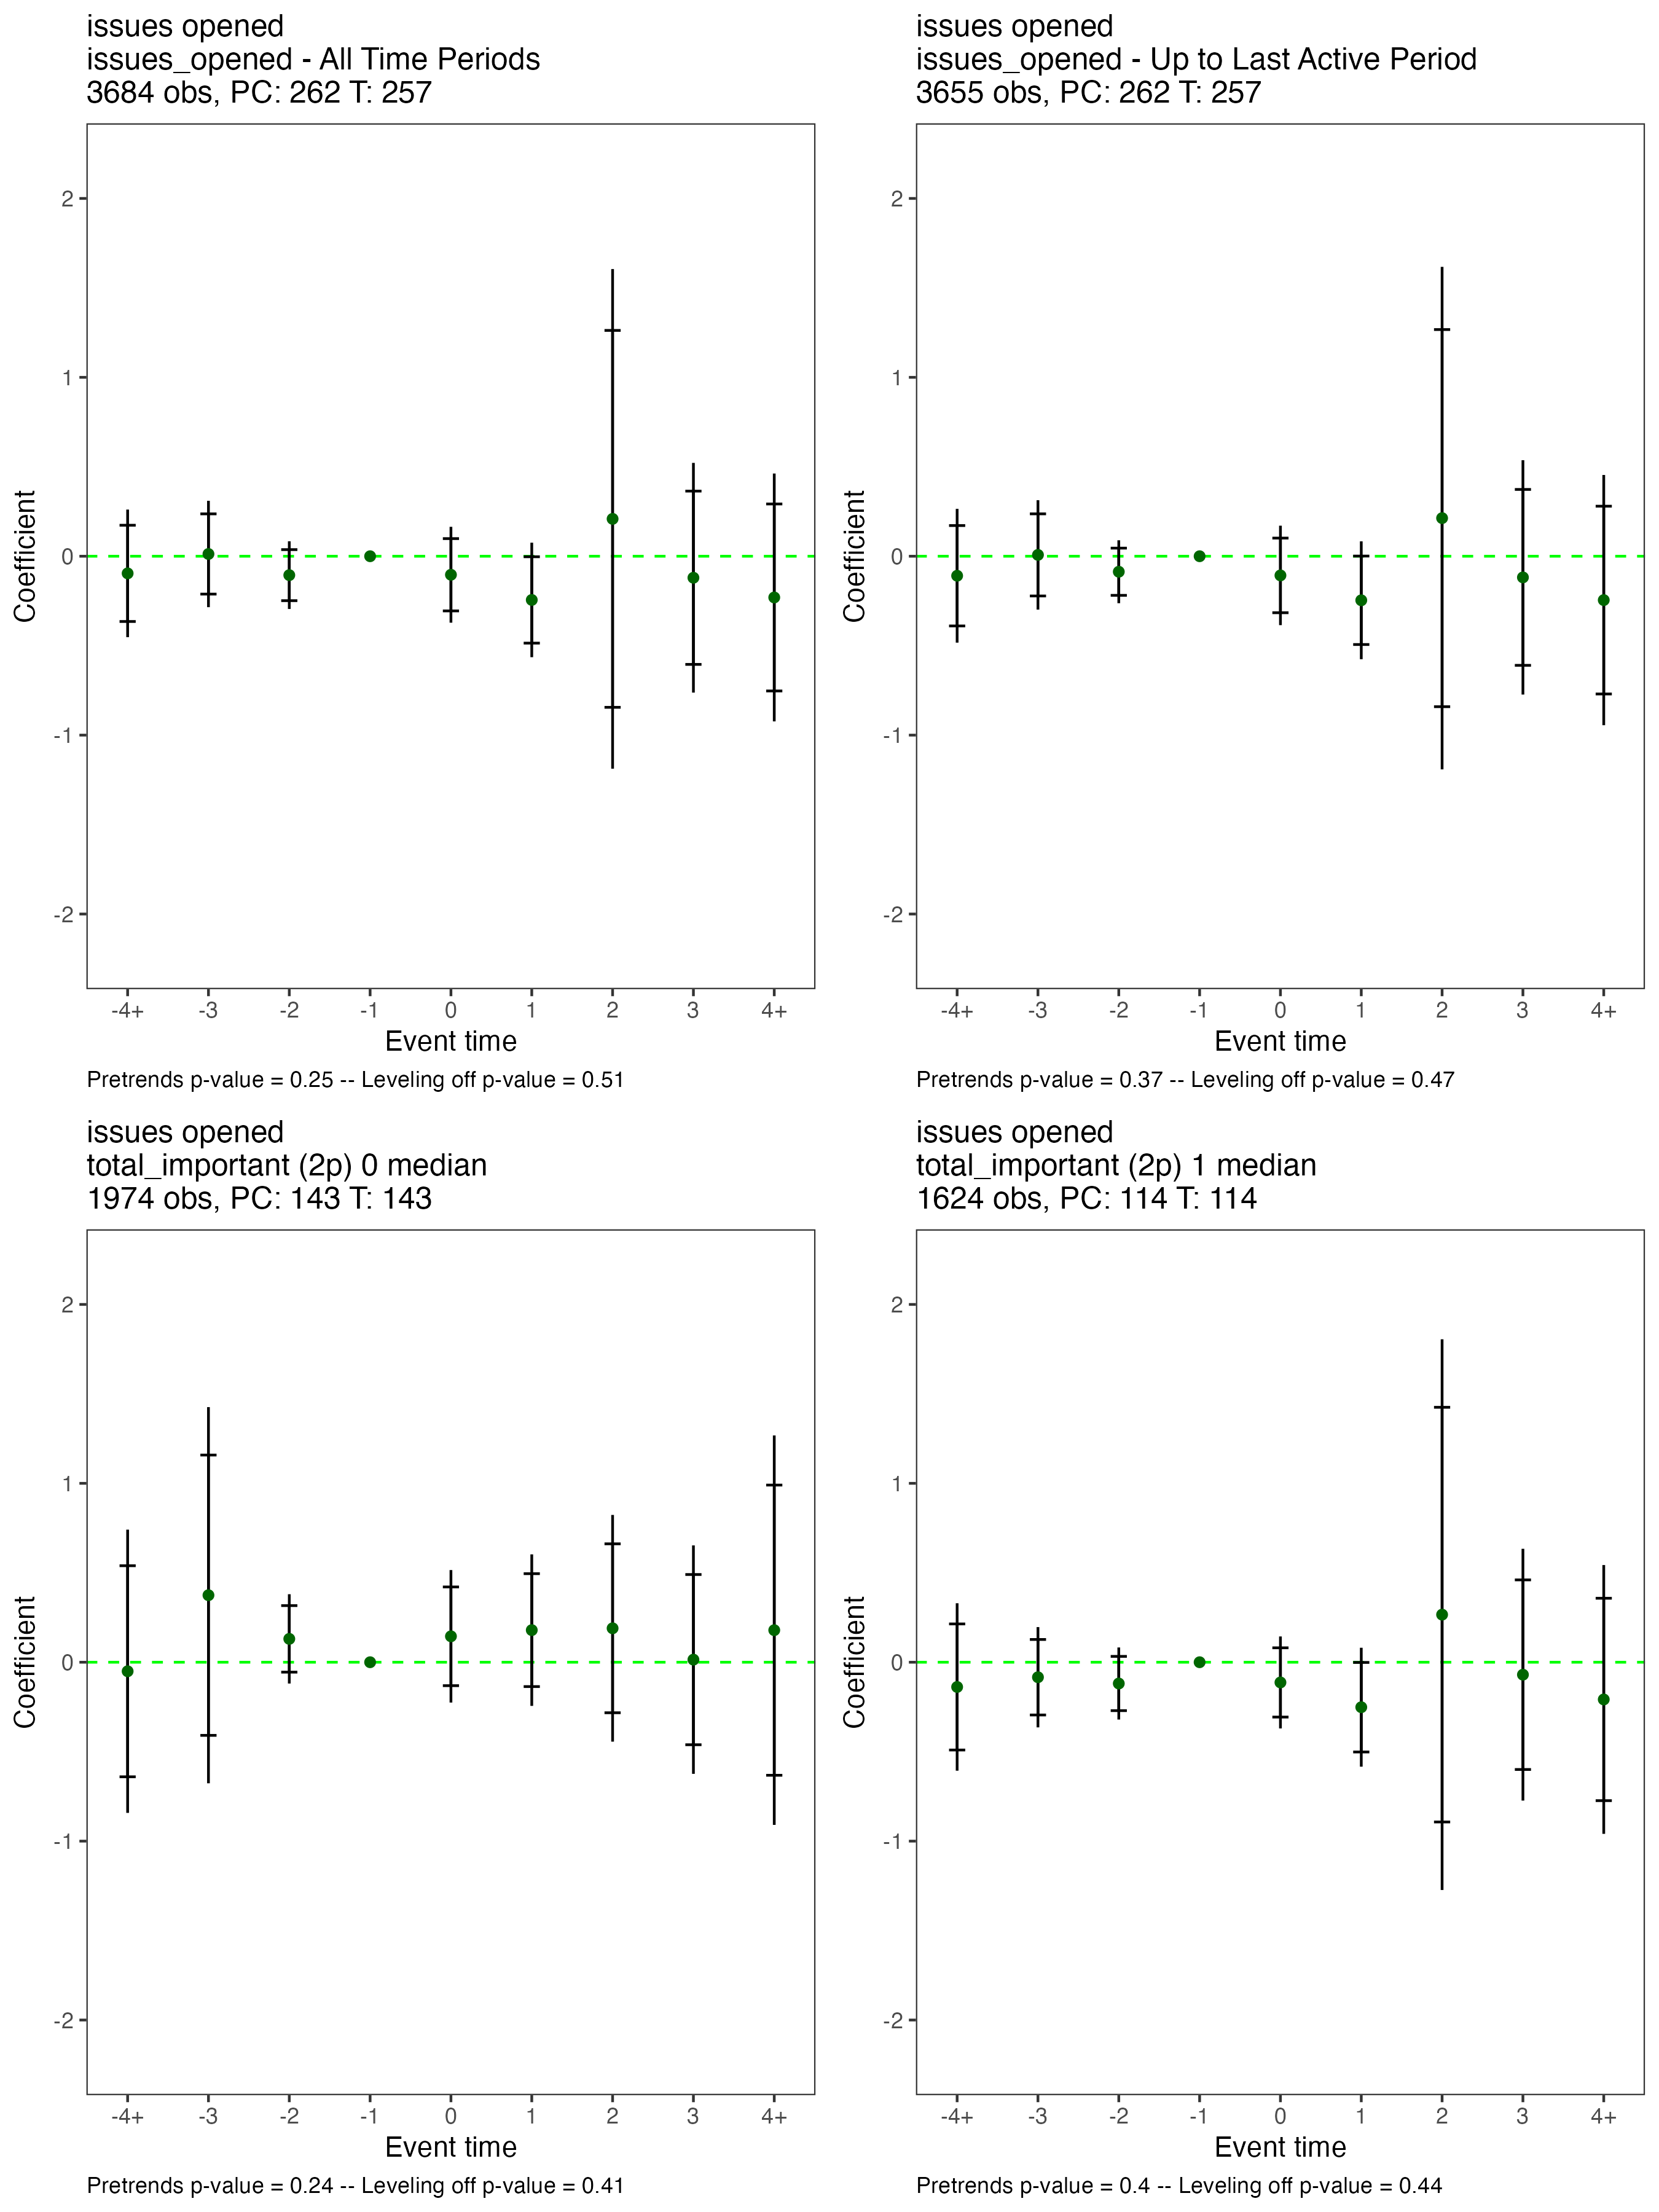 issues opened
issues_opened - All Time Periods
3684 obs, PC: 262 T: 257
Coefficient
2
1
0
-1
-2
-4+ -3 -2 -1 0 1 2 3 4+
Event time
Pretrends p-value = 0.25 -- Leveling off p-value = 0.51
issues opened
issues_opened - Up to Last Active Period
3655 obs, PC: 262 T: 257
Coefficient
2
1
0
-1
-2
-4+ -3 -2 -1 0 1 2 3 4+
Event time
Pretrends p-value = 0.37 -- Leveling off p-value = 0.47
issues opened
total_important (2p) 0 median
1974 obs, PC: 143 T: 143
Coefficient
2
1
0
-1
-2
-4+ -3 -2 -1 0 1 2 3 4+
Event time
Pretrends p-value = 0.24 -- Leveling off p-value = 0.41
issues opened
total_important (2p) 1 median
1624 obs, PC: 114 T: 114
Coefficient
2
1
0
-1
-2
-4+ -3 -2 -1 0 1 2 3 4+
Event time
Pretrends p-value = 0.4 -- Leveling off p-value = 0.44